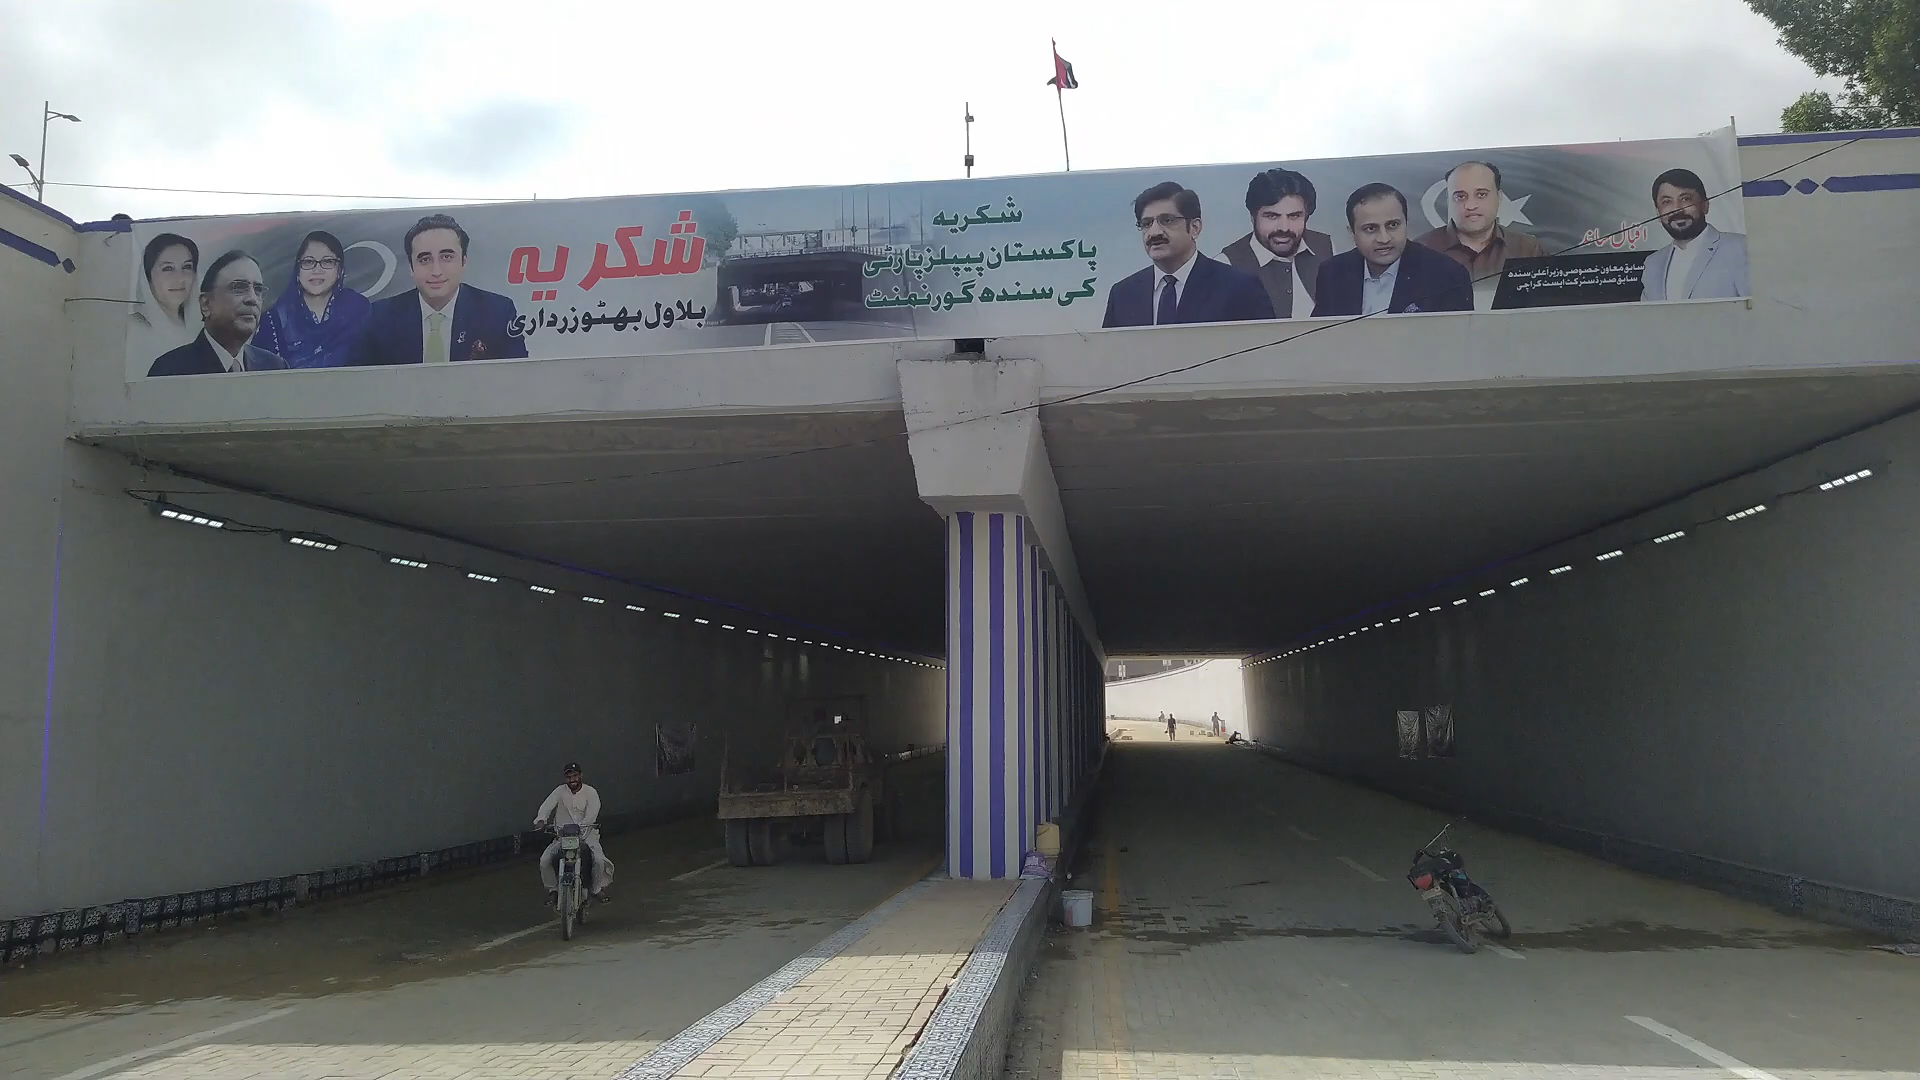 شکریہ
بلاول بھٹو زرداری
شکریہ
پاکستان پیپلز پارٹی
کی سندھ گورنمنٹ
اقبال ساند
سابق معاون خصوصی وزیر اعلیٰ سندھ
سابق صدر ڈسٹرکٹ ایسٹ کراچی